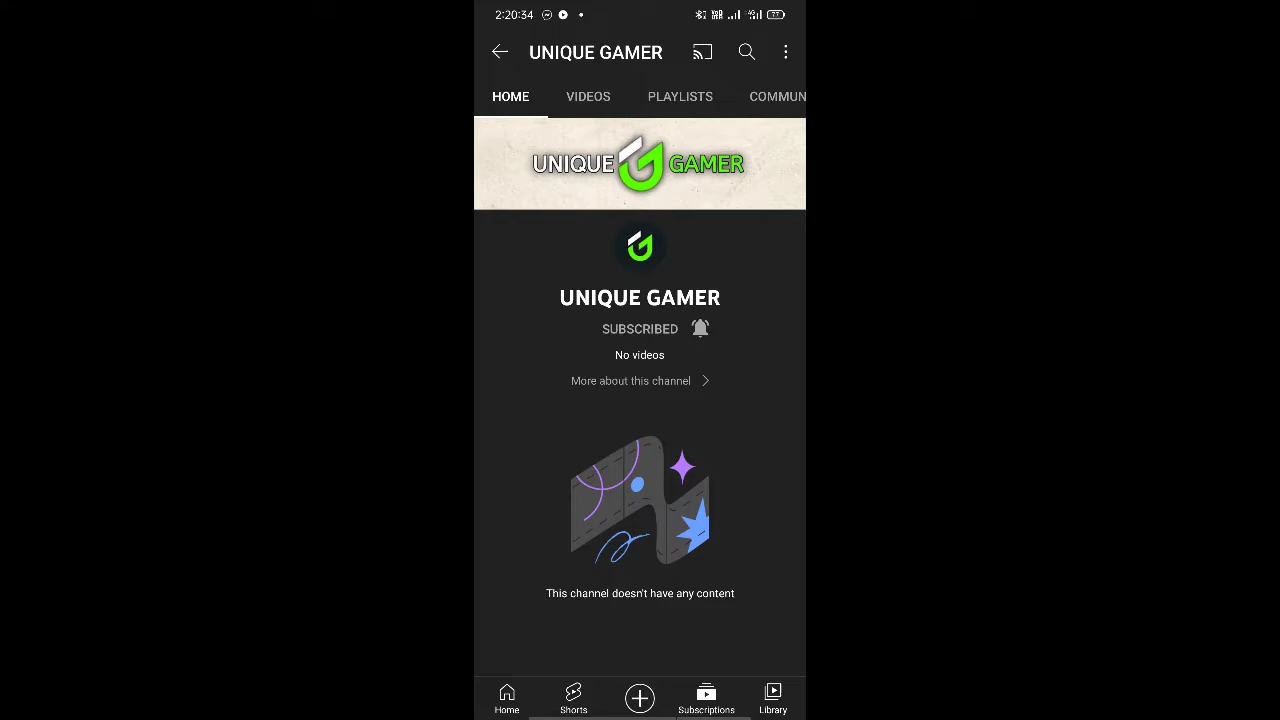 2:20:34
77
UNIQUE GAMER
HOME VIDEOS PLAYLISTS COMMUN
UNIQUE GAMER
UNIQUE GAMER
SUBSCRIBED
No videos
More about this channel
This channel doesn't have any content
Home Shorts Subscriptions Library